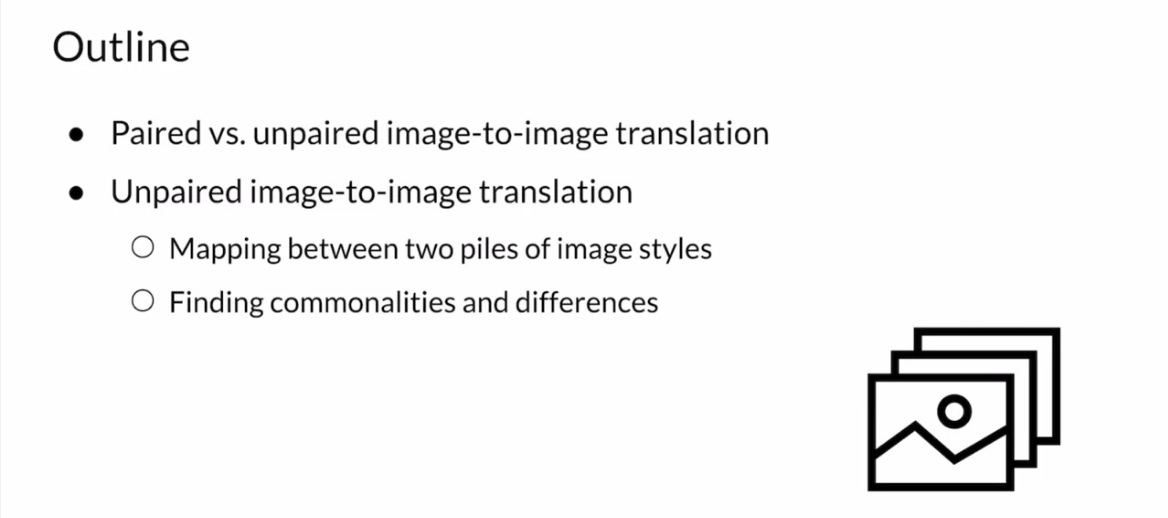 Outline
● Paired vs. unpaired image-to-image translation
● Unpaired image-to-image translation
○ Mapping between two piles of image styles
○ Finding commonalities and differences